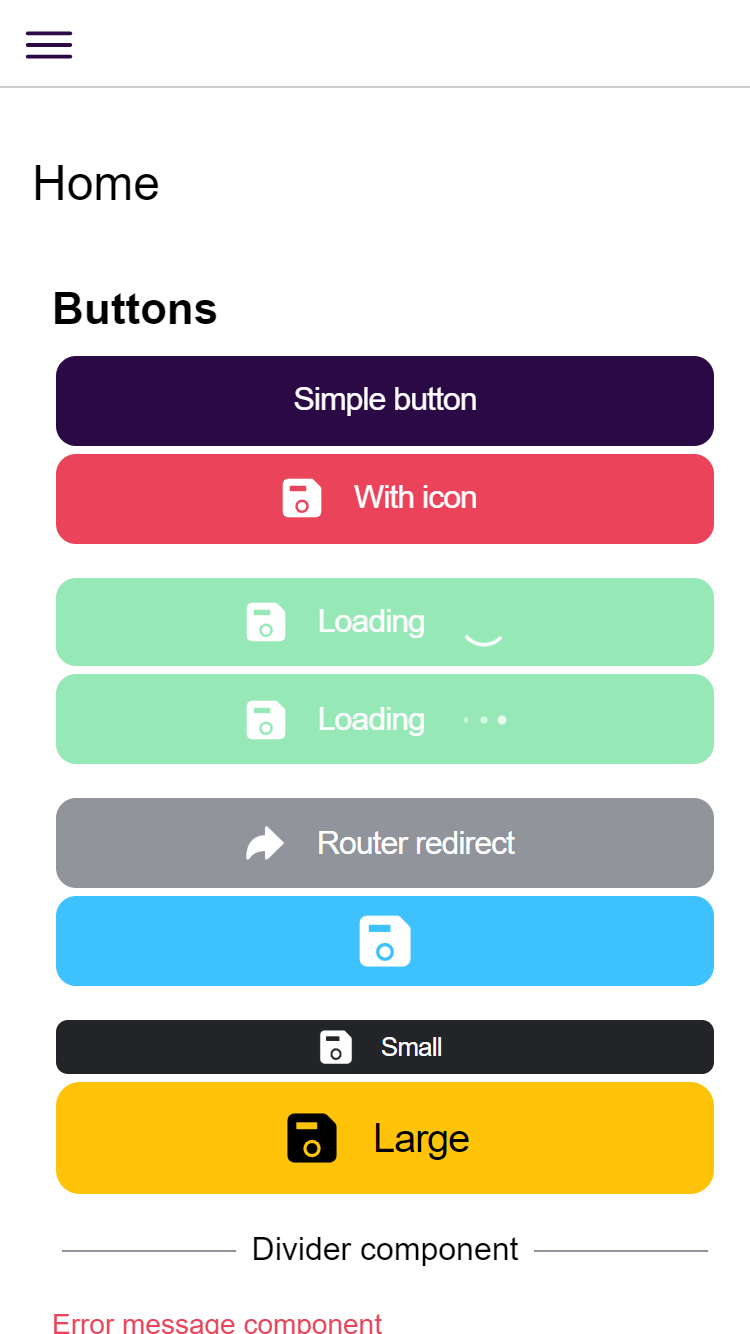 Home
Buttons
Simple button
With icon
Loading
Loading
Router redirect
Small
Large
Divider component
Error message component